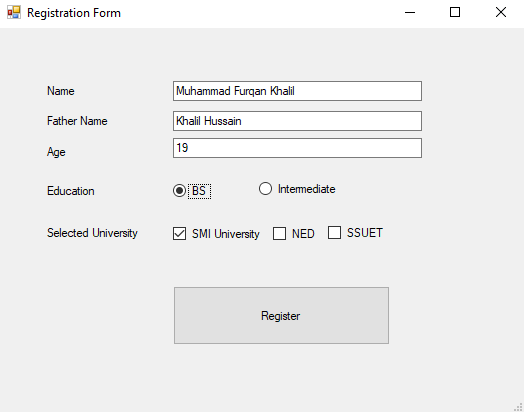 Registration Form
Name Muhammad Furqan Khalil
Father Name Khalil Hussain
Age 19
Education BS Intermediate
Selected University SMI University NED SSUET
Register